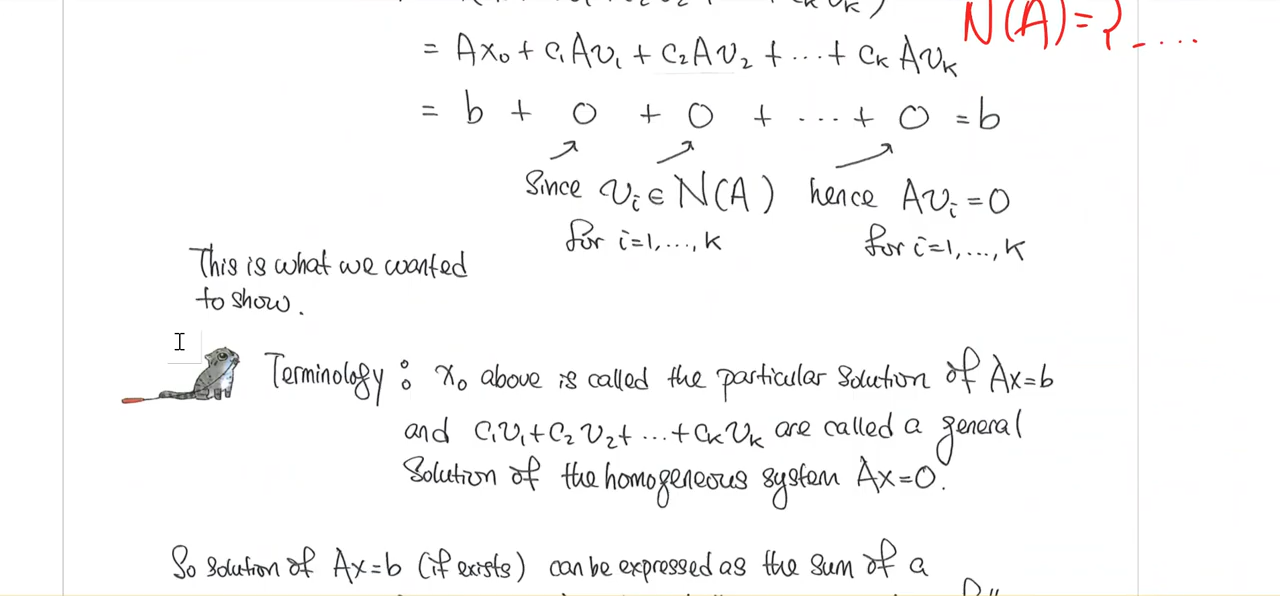 N(A)=? - ....
= Ax₀ + c₁Av₁ + c₂Av₂ + ... + cₖAvₖ
= b + 0 + 0 + ... + 0 = b
Since vᵢ ∈ N(A) hence Avᵢ = 0
for i=1,...,k for i=1,...,k
This is what we wanted
to show.
Terminology : x₀ above is called the particular solution of Ax=b
and c₁v₁+c₂v₂+...+cₖvₖ are called a general
solution of the homogeneous system Ax=0.
So solution of Ax=b (if exists) can be expressed as the sum of a